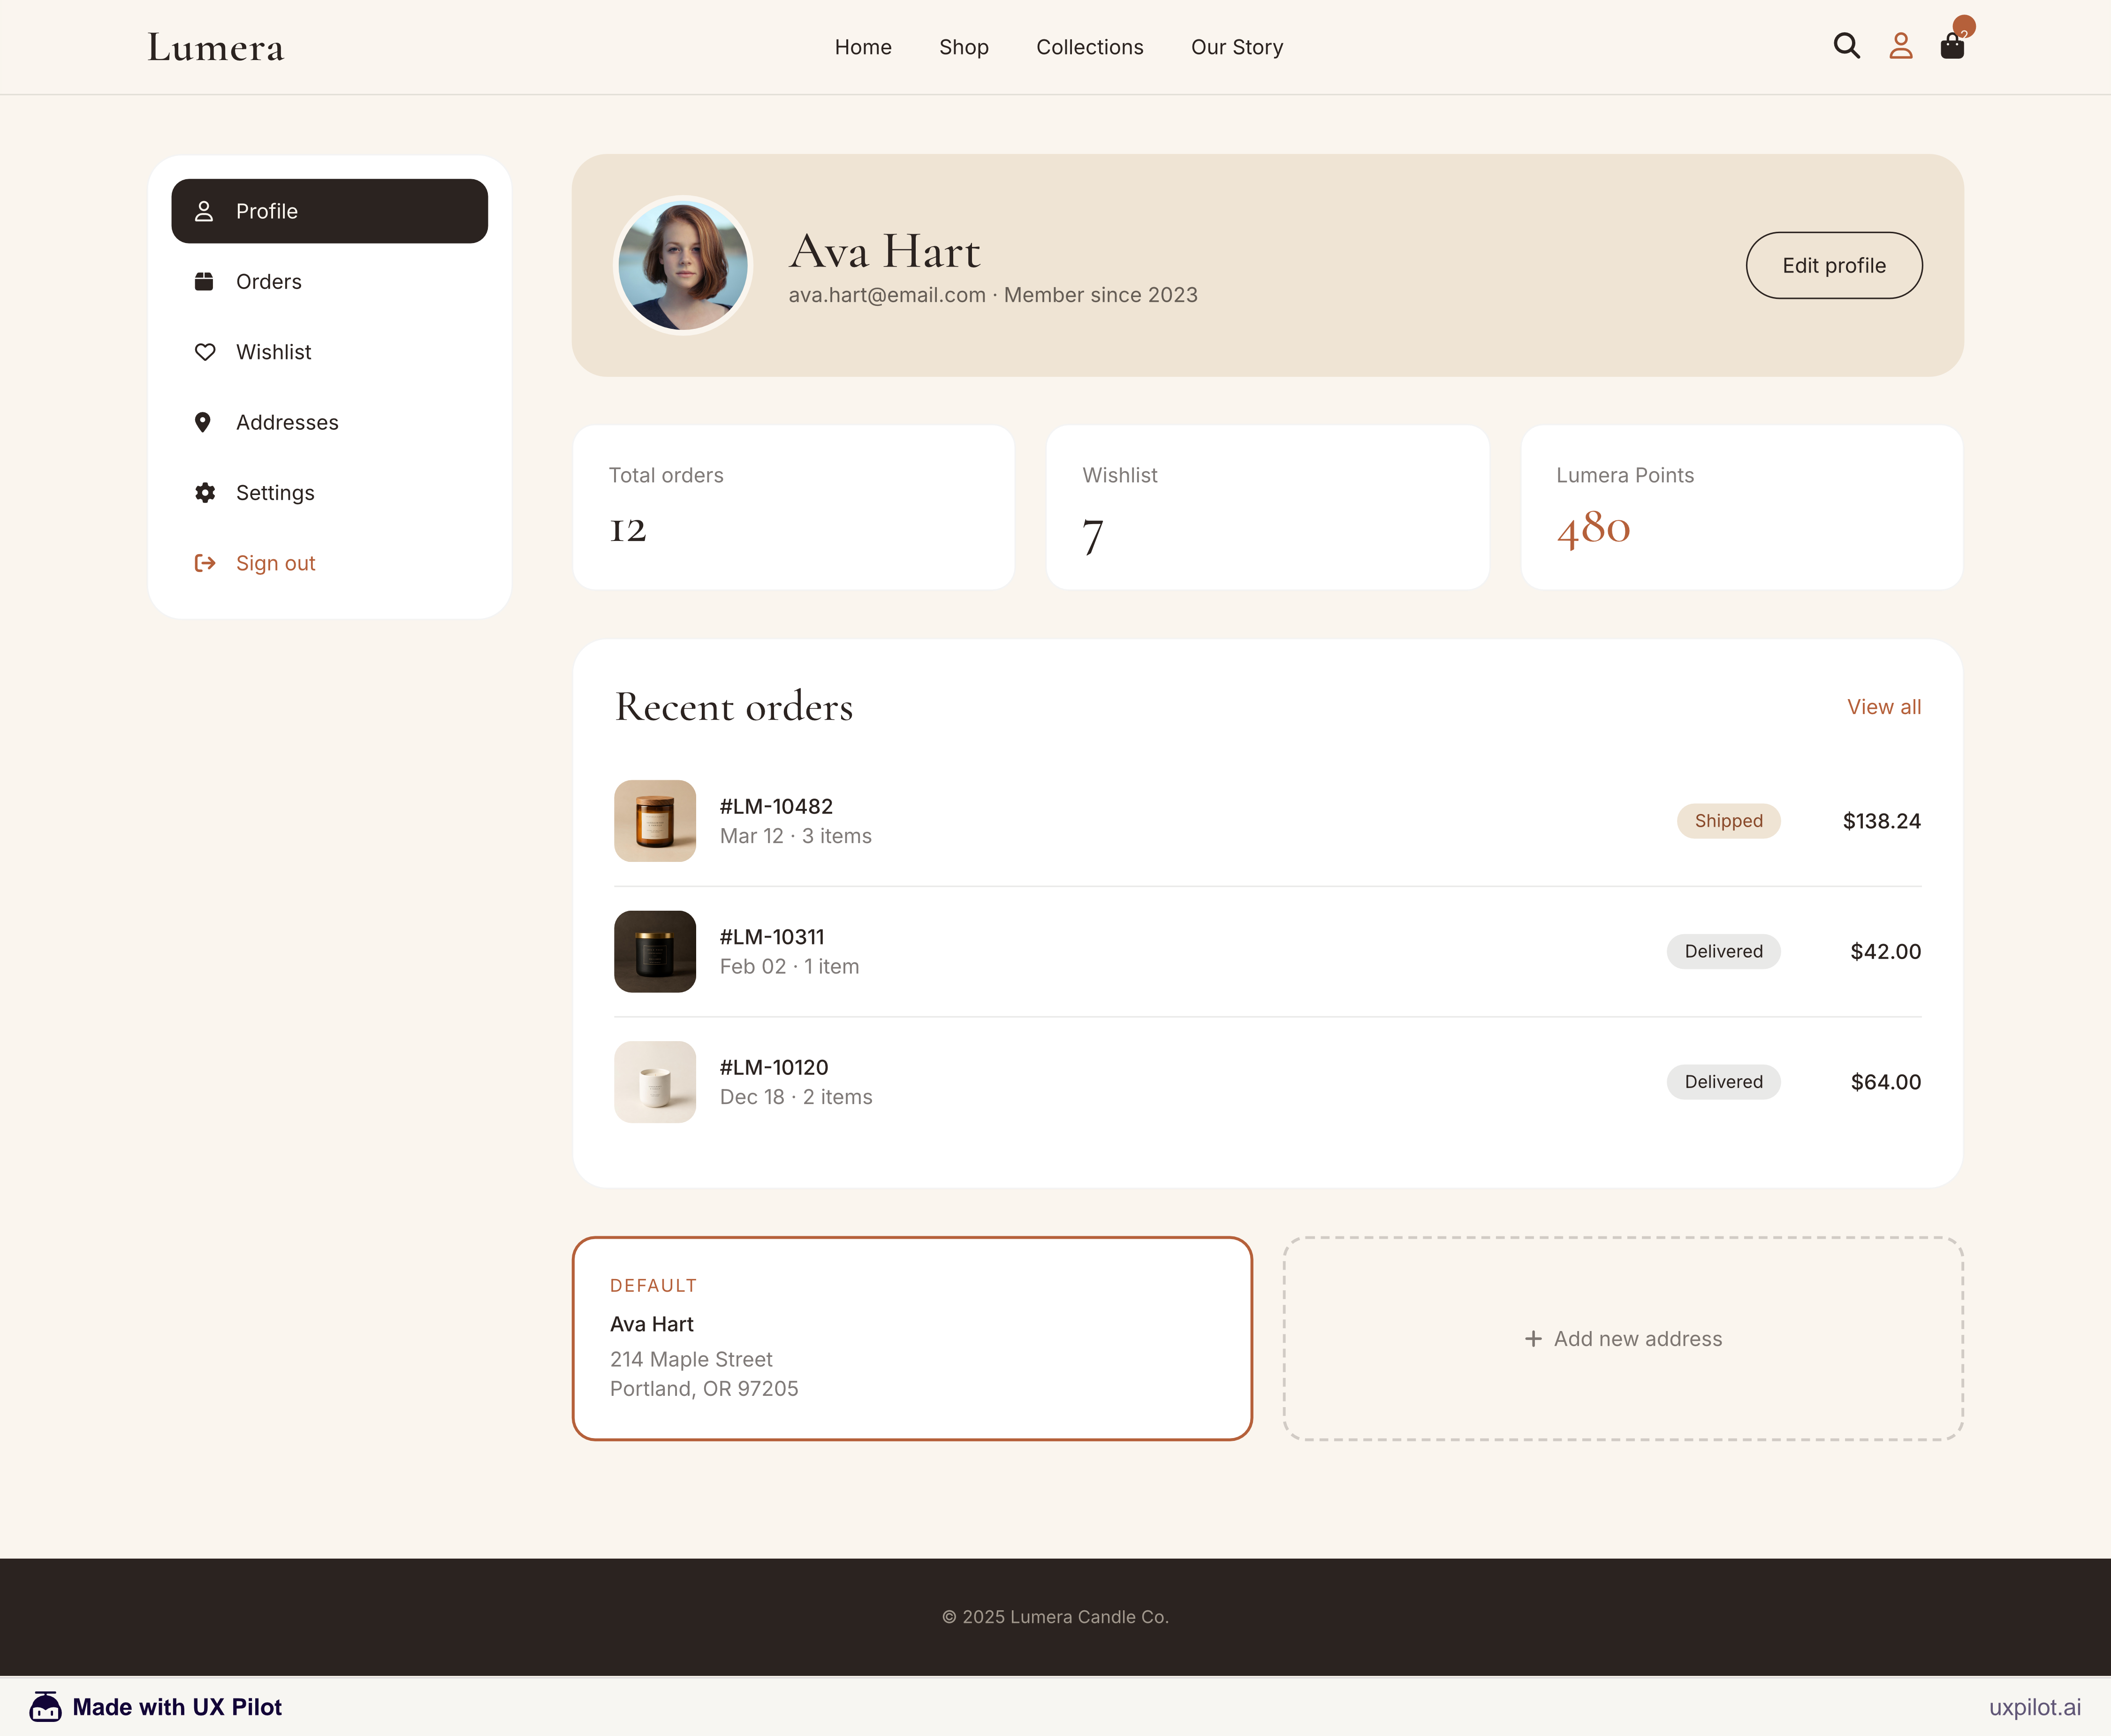 Lumera
Home
Shop
Collections
Our Story
2
Profile
Orders
Wishlist
Addresses
Settings
Sign out
Ava Hart
ava.hart@email.com · Member since 2023
Edit profile
Total orders
12
Wishlist
7
Lumera Points
480
Recent orders
View all
#LM-10482
Mar 12 · 3 items
Shipped
$138.24
#LM-10311
Feb 02 · 1 item
Delivered
$42.00
#LM-10120
Dec 18 · 2 items
Delivered
$64.00
DEFAULT
Ava Hart
214 Maple Street
Portland, OR 97205
Add new address
© 2025 Lumera Candle Co.
Made with UX Pilot
uxpilot.ai